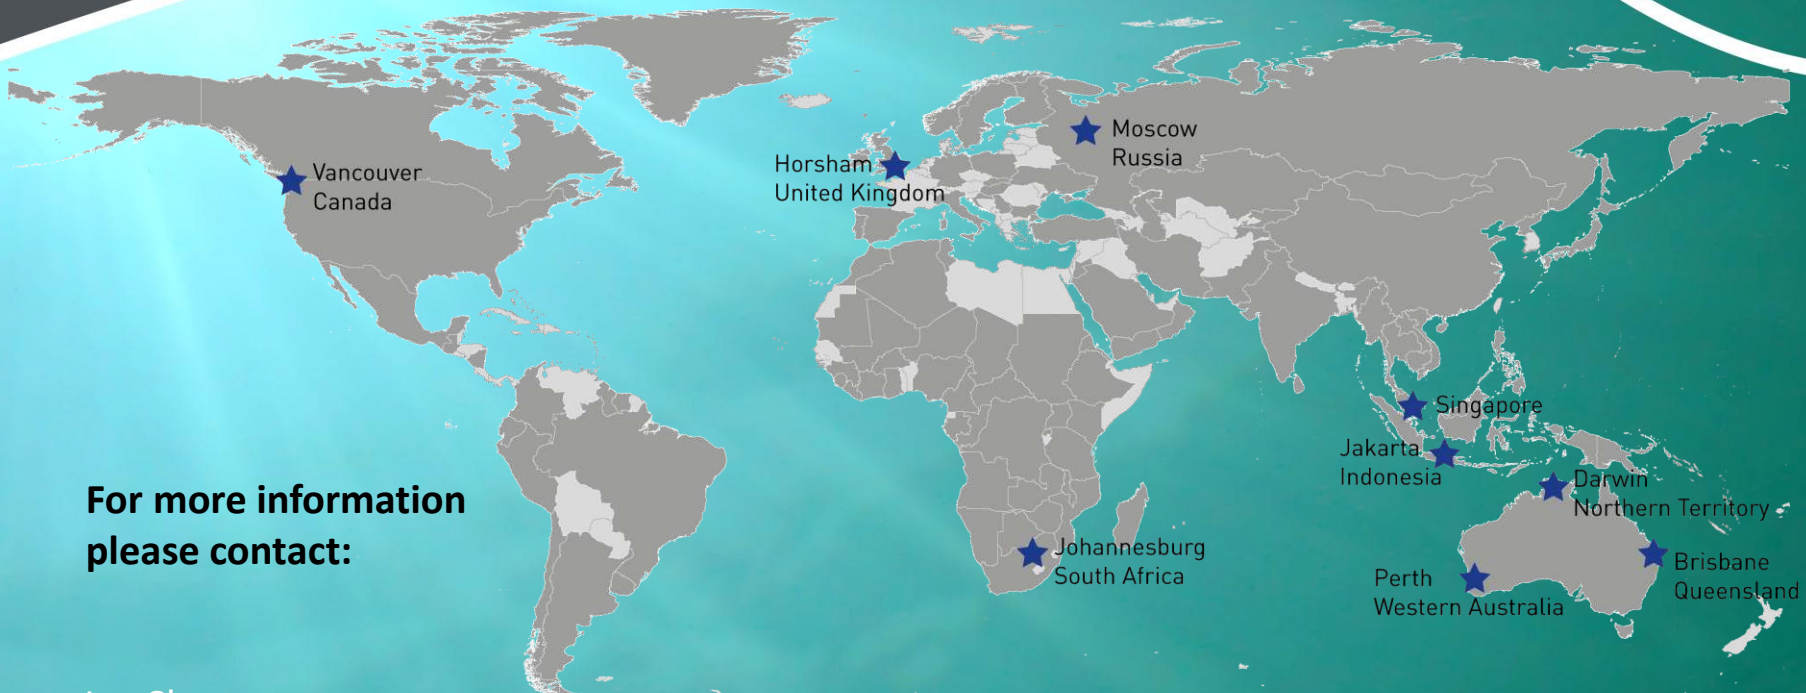 Vancouver
Canada
Horsham
United Kingdom
Moscow
Russia
Singapore
Jakarta
Indonesia
Darwin
Northern Territory
Johannesburg
South Africa
Perth
Western Australia
Brisbane
Queensland
For more information
please contact: